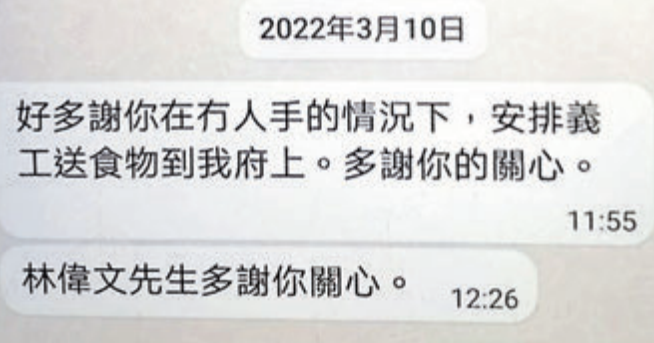 2022年3月10日
好多謝你在冇人手的情況下，安排義
工送食物到我府上。多謝你的關心。
11:55
林偉文先生多謝你關心。
12:26